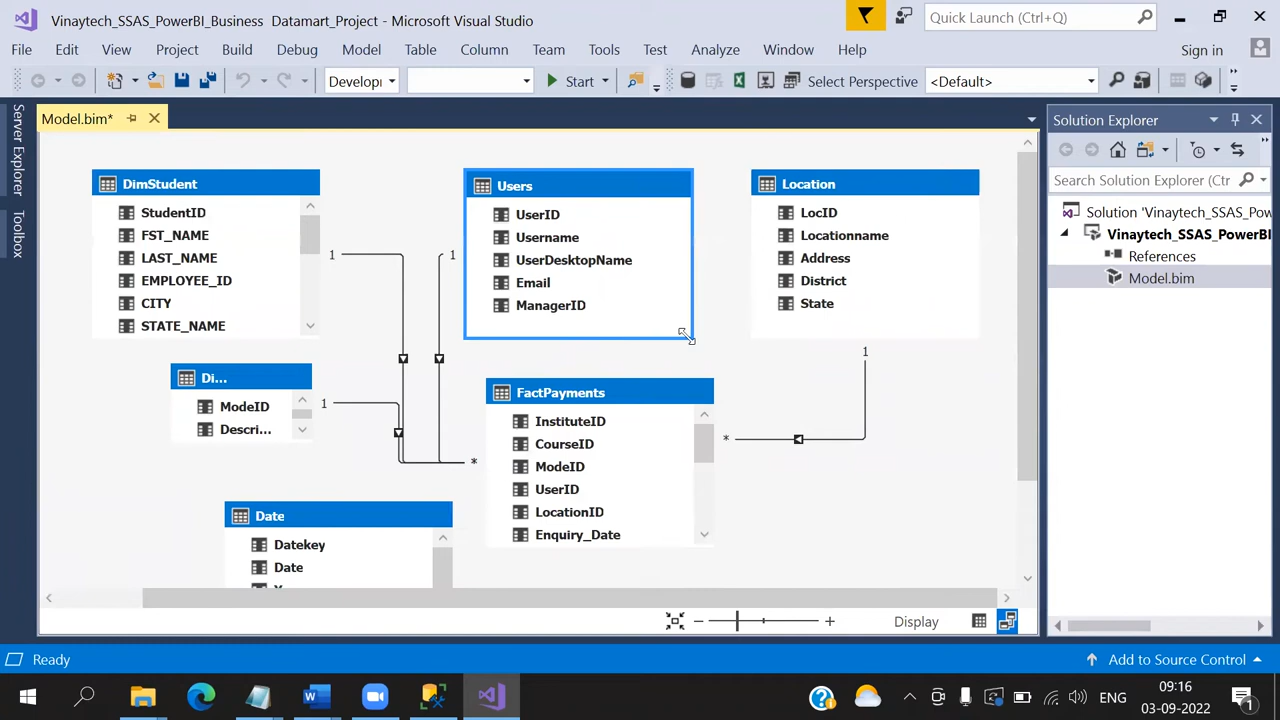 Vinaytech_SSAS_PowerBI_Business Datamart_Project - Microsoft Visual Studio
Quick Launch (Ctrl+Q)
File Edit View Project Build Debug Model Table Column Team Tools Test Analyze Window Help Sign in
Develop Start Select Perspective <Default>
Server Explorer
Toolbox
Model.bim*
DimStudent
StudentID
FST_NAME
LAST_NAME
EMPLOYEE_ID
CITY
STATE_NAME
Users
UserID
Username
UserDesktopName
Email
ManagerID
Location
LocID
Locationname
Address
District
State
1
1
1
1
*
*
Di...
ModeID
Descri...
FactPayments
InstituteID
CourseID
ModeID
UserID
LocationID
Enquiry_Date
Date
Datekey
Date
Display
Solution Explorer
Search Solution Explorer (Ctr
Solution 'Vinaytech_SSAS_Pow
Vinaytech_SSAS_PowerBI
References
Model.bim
Ready
Add to Source Control
ENG
09:16
03-09-2022
1